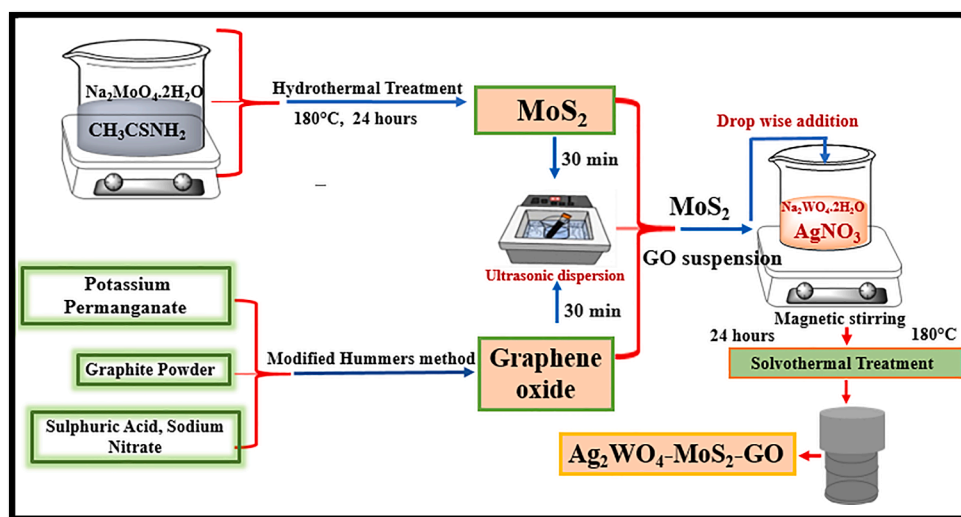 Na₂MoO₄.2H₂O
CH₃CSNH₂
Hydrothermal Treatment
180°C, 24 hours
MoS₂
30 min
Ultrasonic dispersion
30 min
Potassium
Permanganate
Graphite Powder
Sulphuric Acid, Sodium
Nitrate
Modified Hummers method
Graphene
oxide
MoS₂
GO suspension
Drop wise addition
Na₂WO₄.2H₂O
AgNO₃
Magnetic stirring
24 hours
180°C
Solvothermal Treatment
Ag₂WO₄-MoS₂-GO